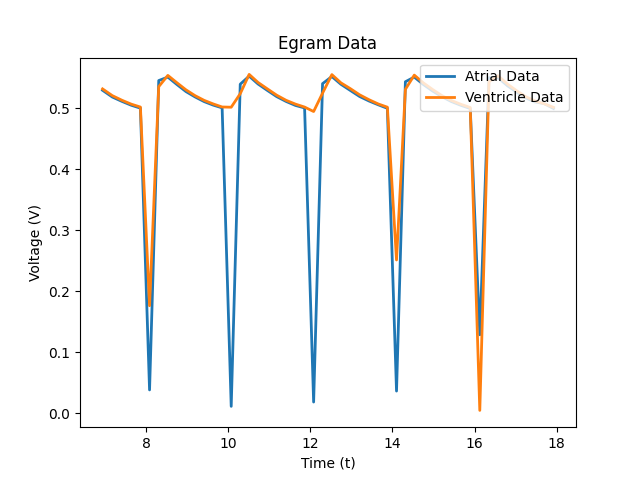 Egram Data
Atrial Data
Ventricle Data
0.5
0.4
0.3
0.2
0.1
0.0
Voltage (V)
8 10 12 14 16 18
Time (t)